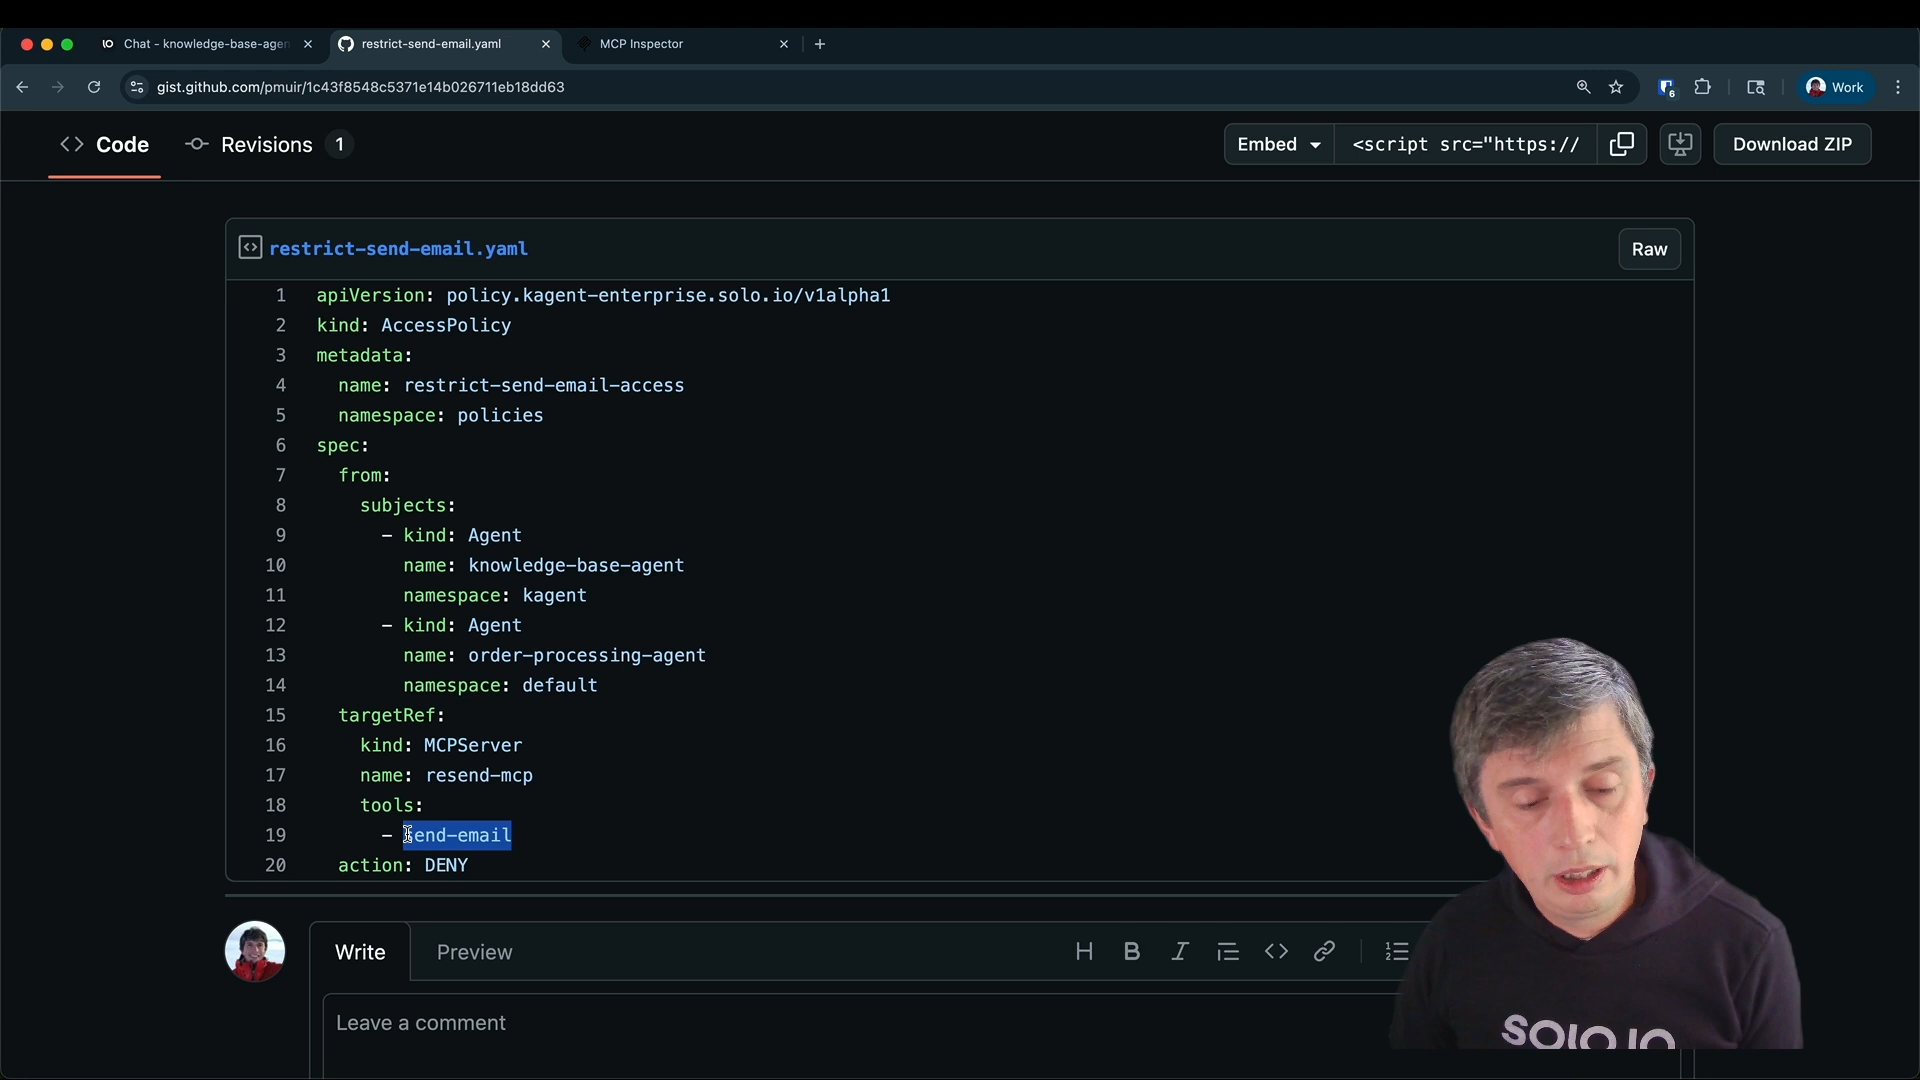 Chat - knowledge-base-agen
restrict-send-email.yaml
MCP Inspector
gist.github.com/pmuir/1c43f8548c5371e14b026711eb18dd63
6
Work
Code
Revisions 1
Embed
<script src="https://
Download ZIP
restrict-send-email.yaml
Raw
1 apiVersion: policy.kagent-enterprise.solo.io/v1alpha1
2 kind: AccessPolicy
3 metadata:
4 name: restrict-send-email-access
5 namespace: policies
6 spec:
7 from:
8 subjects:
9 - kind: Agent
10 name: knowledge-base-agent
11 namespace: kagent
12 - kind: Agent
13 name: order-processing-agent
14 namespace: default
15 targetRef:
16 kind: MCPServer
17 name: resend-mcp
18 tools:
19 - send-email
20 action: DENY
Write
Preview
Leave a comment
SOLO.IO